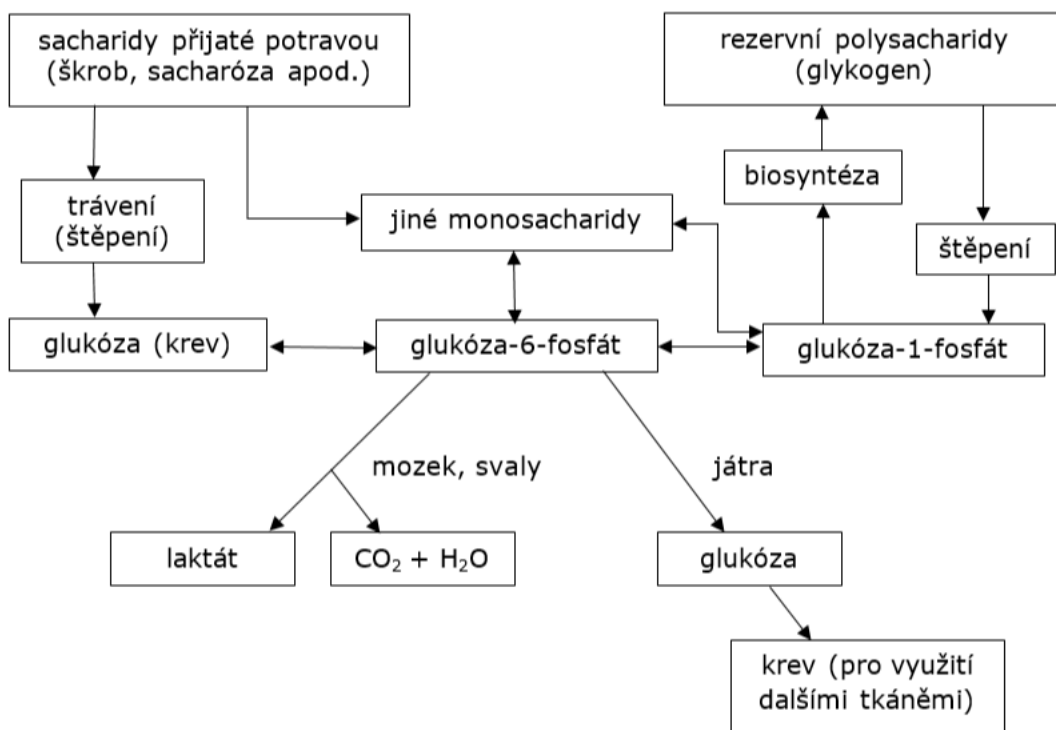 sacharidy přijaté potravou
(škrob, sacharóza apod.)
rezervní polysacharidy
(glykogen)
biosyntéza
trávení
(štěpení)
jiné monosacharidy
štěpení
glukóza (krev)
glukóza-6-fosfát
glukóza-1-fosfát
mozek, svaly
játra
laktát
CO₂ + H₂O
glukóza
krev (pro využití
dalšími tkáněmi)